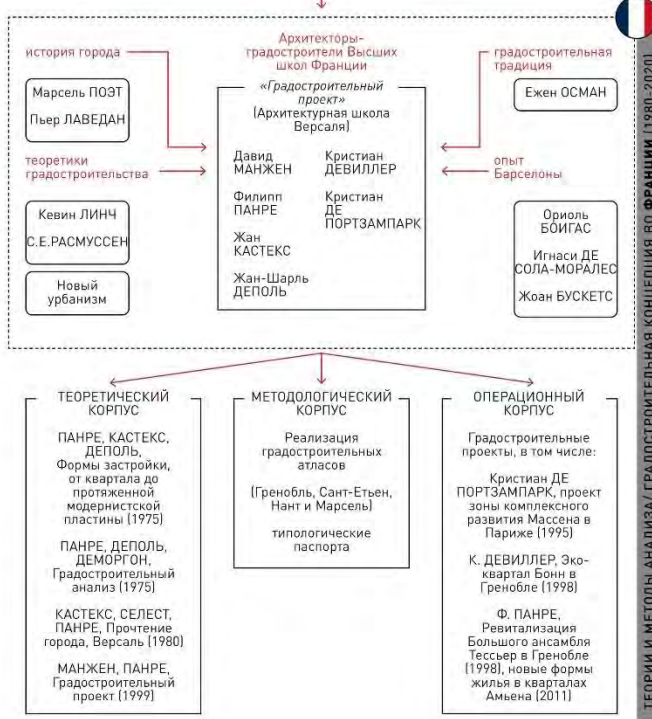 история города
Марсель ПОЭТ
Пьер ЛАВЕДАН
теоретики
градостроительства
Кевин ЛИНЧ
С.Е.РАСМУССЕН
Новый
урбанизм
Архитекторы-
градостроители Высших
школ Франции
«Градостроительный
проект»
(Архитектурная школа
Версаля)
Давид
МАНЖЕН
Филипп
ПАНРЕ
Жан
КАСТЕКС
Жан-Шарль
ДЕПОЛЬ
Кристиан
ДЕВИЛЛЕР
Кристиан
ДЕ
ПОРТЗАМПАРК
градостроительная
традиция
Ежен ОСМАН
опыт
Барселоны
Ориоль
БОИГАС
Игнаси ДЕ
СОЛА-МОРАЛЕС
Жоан БУСКЕТС
ТЕОРЕТИЧЕСКИЙ
КОРПУС
ПАНРЕ, КАСТЕКС,
ДЕПОЛЬ,
Формы застройки,
от квартала до
протяженной
модернистской
пластины (1975)
ПАНРЕ, ДЕПОЛЬ,
ДЕМОРГОН,
Градостроительный
анализ (1975)
КАСТЕКС, СЕЛЕСТ,
ПАНРЕ, Прочтение
города, Версаль (1980)
МАНЖЕН, ПАНРЕ,
Градостроительный
проект (1999)
МЕТОДОЛОГИЧЕСКИЙ
КОРПУС
Реализация
градостроительных
атласов
(Гренобль, Сант-Етьен,
Нант и Марсель)
типологические
паспорта
ОПЕРАЦИОННЫЙ
КОРПУС
Градостроительные
проекты, в том числе:
Кристиан ДЕ
ПОРТЗАМПАРК, проект
зоны комплексного
развития Массена в
Париже (1995)
К. ДЕВИЛЛЕР, Эко-
квартал Бонн в
Гренобле (1998)
Ф. ПАНРЕ,
Ревитализация
Большого ансамбля
Тессьер в Гренобле
(1998), новые формы
жилья в кварталах
Амьена (2011)
ТЕОРИИ И МЕТОДЫ АНАЛИЗА/ ГРАДОСТРОИТЕЛЬНАЯ КОНЦЕПЦИЯ ВО ФРАНЦИИ (1980-2020)